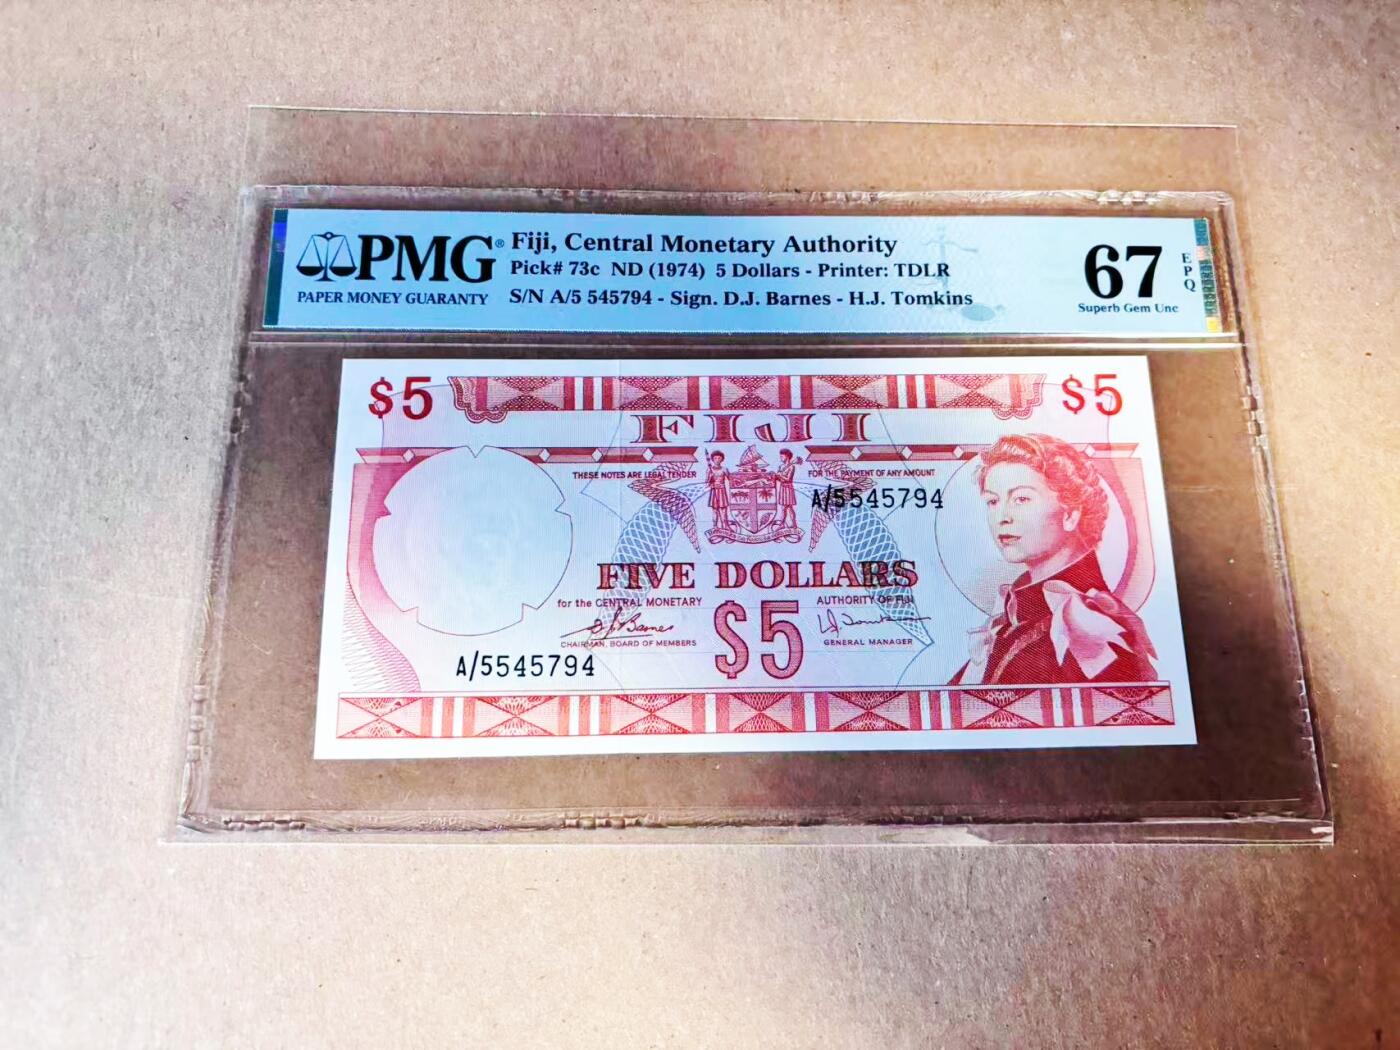 PMG®
PAPER MONEY GUARANTY
Fiji, Central Monetary Authority
Pick# 73c ND (1974) 5 Dollars - Printer: TDLR
S/N A/5 545794 - Sign. D.J. Barnes - H.J. Tomkins
67
Superb Gem Unc
EPQ
$5
$5
FIJI
THESE NOTES ARE LEGAL TENDER
FOR THE PAYMENT OF ANY AMOUNT
A/5545794
FIVE DOLLARS
for the CENTRAL MONETARY
AUTHORITY OF FIJI
D J Barnes
H.J. Tomkins
CHAIRMAN, BOARD OF MEMBERS
$5
GENERAL MANAGER
A/5545794